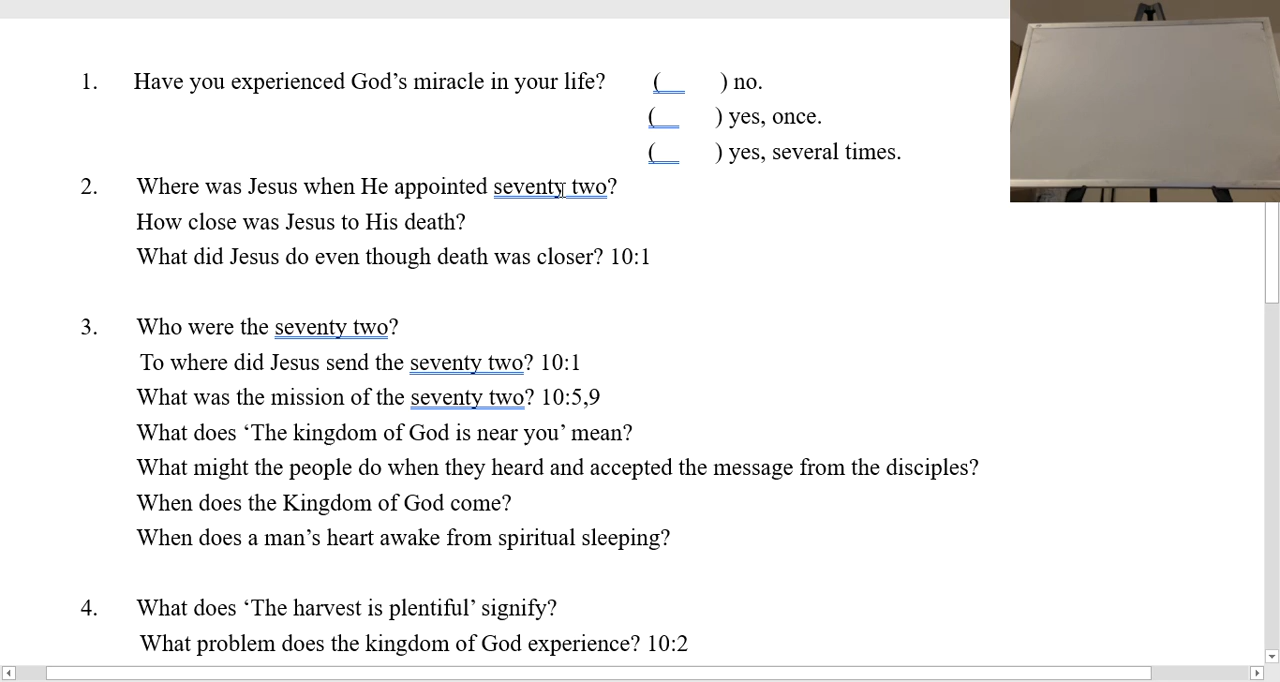 1. Have you experienced God’s miracle in your life? (__ ) no.
(__ ) yes, once.
(__ ) yes, several times.
2. Where was Jesus when He appointed seventy two?
How close was Jesus to His death?
What did Jesus do even though death was closer? 10:1
3. Who were the seventy two?
To where did Jesus send the seventy two? 10:1
What was the mission of the seventy two? 10:5,9
What does ‘The kingdom of God is near you’ mean?
What might the people do when they heard and accepted the message from the disciples?
When does the Kingdom of God come?
When does a man’s heart awake from spiritual sleeping?
4. What does ‘The harvest is plentiful’ signify?
What problem does the kingdom of God experience? 10:2